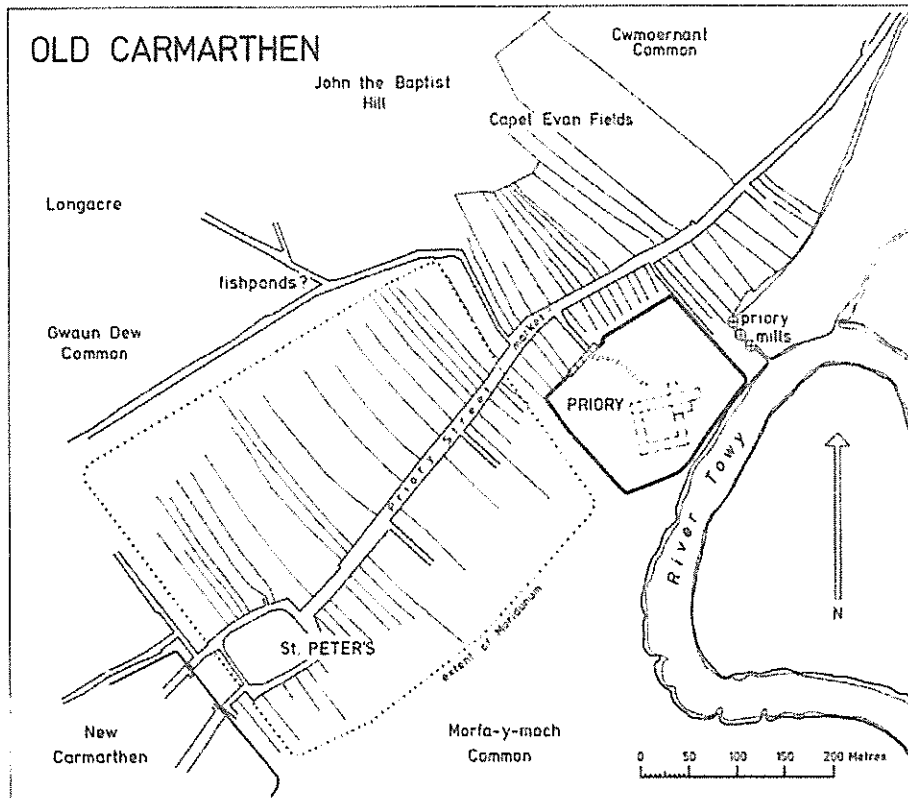 OLD CARMARTHEN
Cwmoernant
Common
John the Baptist
Hill
Capel Evan Fields
Longacre
fishponds?
Gwaun Dew
Common
market
priory
mills
PRIORY
Priory Street
River Towy
N
extent of Moridunum
St. PETER'S
New
Carmarthen
Morfa-y-mach
Common
0 50 100 150 200 Metres